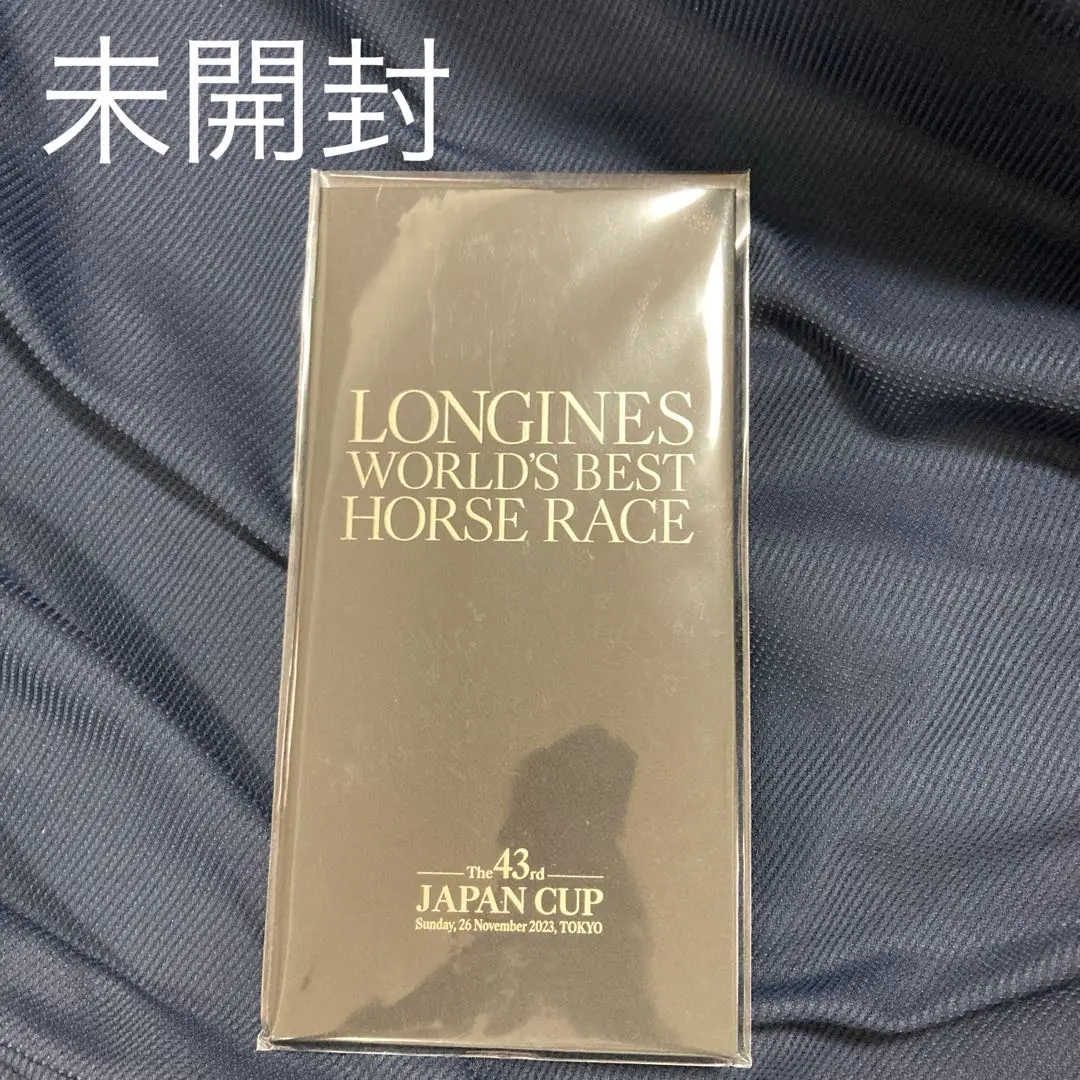 未開封
LONGINES
WORLD'S BEST
HORSE RACE
The 43rd
JAPAN CUP
Sunday, 26 November 2023, TOKYO